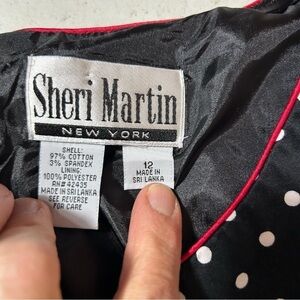 Sheri Martin
NEW YORK
SHELL:
97% COTTON
3% SPANDEX
LINING:
100% POLYESTER
RN# 42435
MADE IN SRI LANKA
SEE REVERSE
FOR CARE
12
MADE IN
SRI LANKA